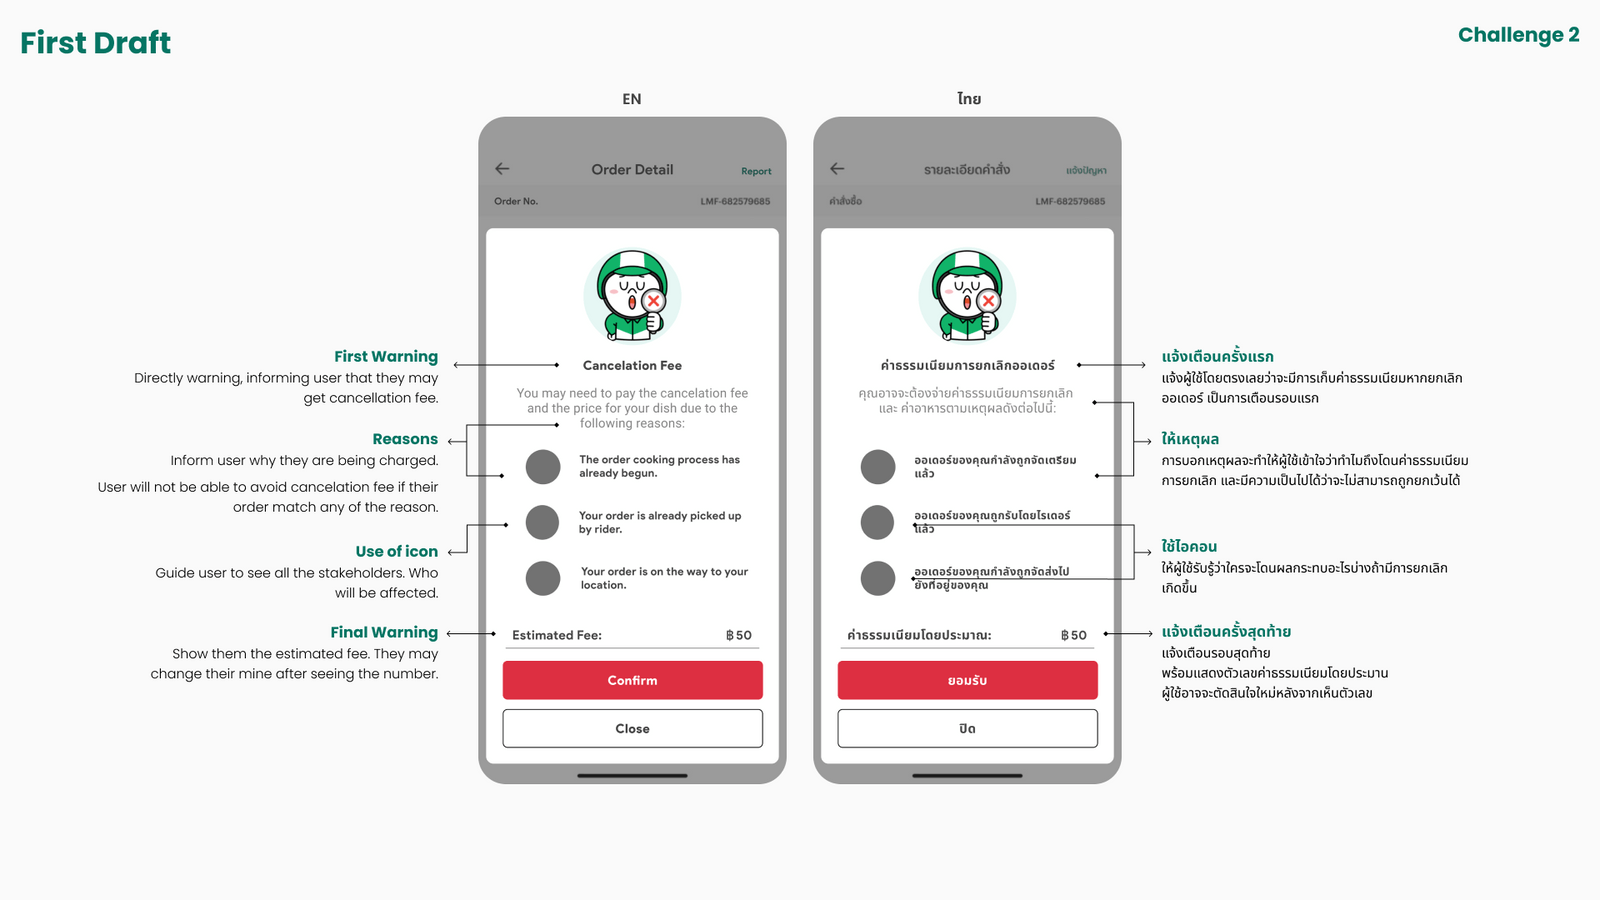 First Draft
Challenge 2
EN
Order Detail
Report
Order No.
LMF-682579685
Cancelation Fee
You may need to pay the cancelation fee
and the price for your dish due to the
following reasons:
The order cooking process has
already begun.
Your order is already picked up
by rider.
Your order is on the way to your
location.
Estimated Fee:
฿ 50
Confirm
Close
First Warning
Directly warning, informing user that they may
get cancellation fee.
Reasons
Inform user why they are being charged.
User will not be able to avoid cancelation fee if their
order match any of the reason.
Use of icon
Guide user to see all the stakeholders. Who
will be affected.
Final Warning
Show them the estimated fee. They may
change their mine after seeing the number.
ไทย
รายละเอียดคำสั่ง
แจ้งปัญหา
คำสั่งซื้อ
LMF-682579685
ค่าธรรมเนียมการยกเลิกออเดอร์
คุณอาจจะต้องจ่ายค่าธรรมเนียมการยกเลิก
และ ค่าอาหารตามเหตุผลดังต่อไปนี้:
ออเดอร์ของคุณกำลังถูกจัดเตรียม
แล้ว
ออเดอร์ของคุณถูกรับโดยไรเดอร์
แล้ว
ออเดอร์ของคุณกำลังถูกจัดส่งไป
ยังที่อยู่ของคุณ
ค่าธรรมเนียมโดยประมาณ:
฿ 50
ยอมรับ
ปิด
แจ้งเตือนครั้งแรก
แจ้งผู้ใช้โดยตรงเลยว่าจะมีการเก็บค่าธรรมเนียมหากยกเลิก
ออเดอร์ เป็นการเตือนรอบแรก
ให้เหตุผล
การบอกเหตุผลจะทำให้ผู้ใช้เข้าใจว่าทำไมถึงโดนค่าธรรมเนียม
การยกเลิก และมีความเป็นไปได้ว่าจะไม่สามารถถูกยกเว้นได้
ใช้ไอคอน
ให้ผู้ใช้รับรู้ว่าใครจะโดนผลกระทบอะไรบ่างถ้ามีการยกเลิก
เกิดขึ้น
แจ้งเตือนครั้งสุดท้าย
แจ้งเตือนรอบสุดท้าย
พร้อมแสดงตัวเลขค่าธรรมเนียมโดยประมาน
ผู้ใช้อาจจะตัดสินใจใหม่หลังจากเห็นตัวเลข